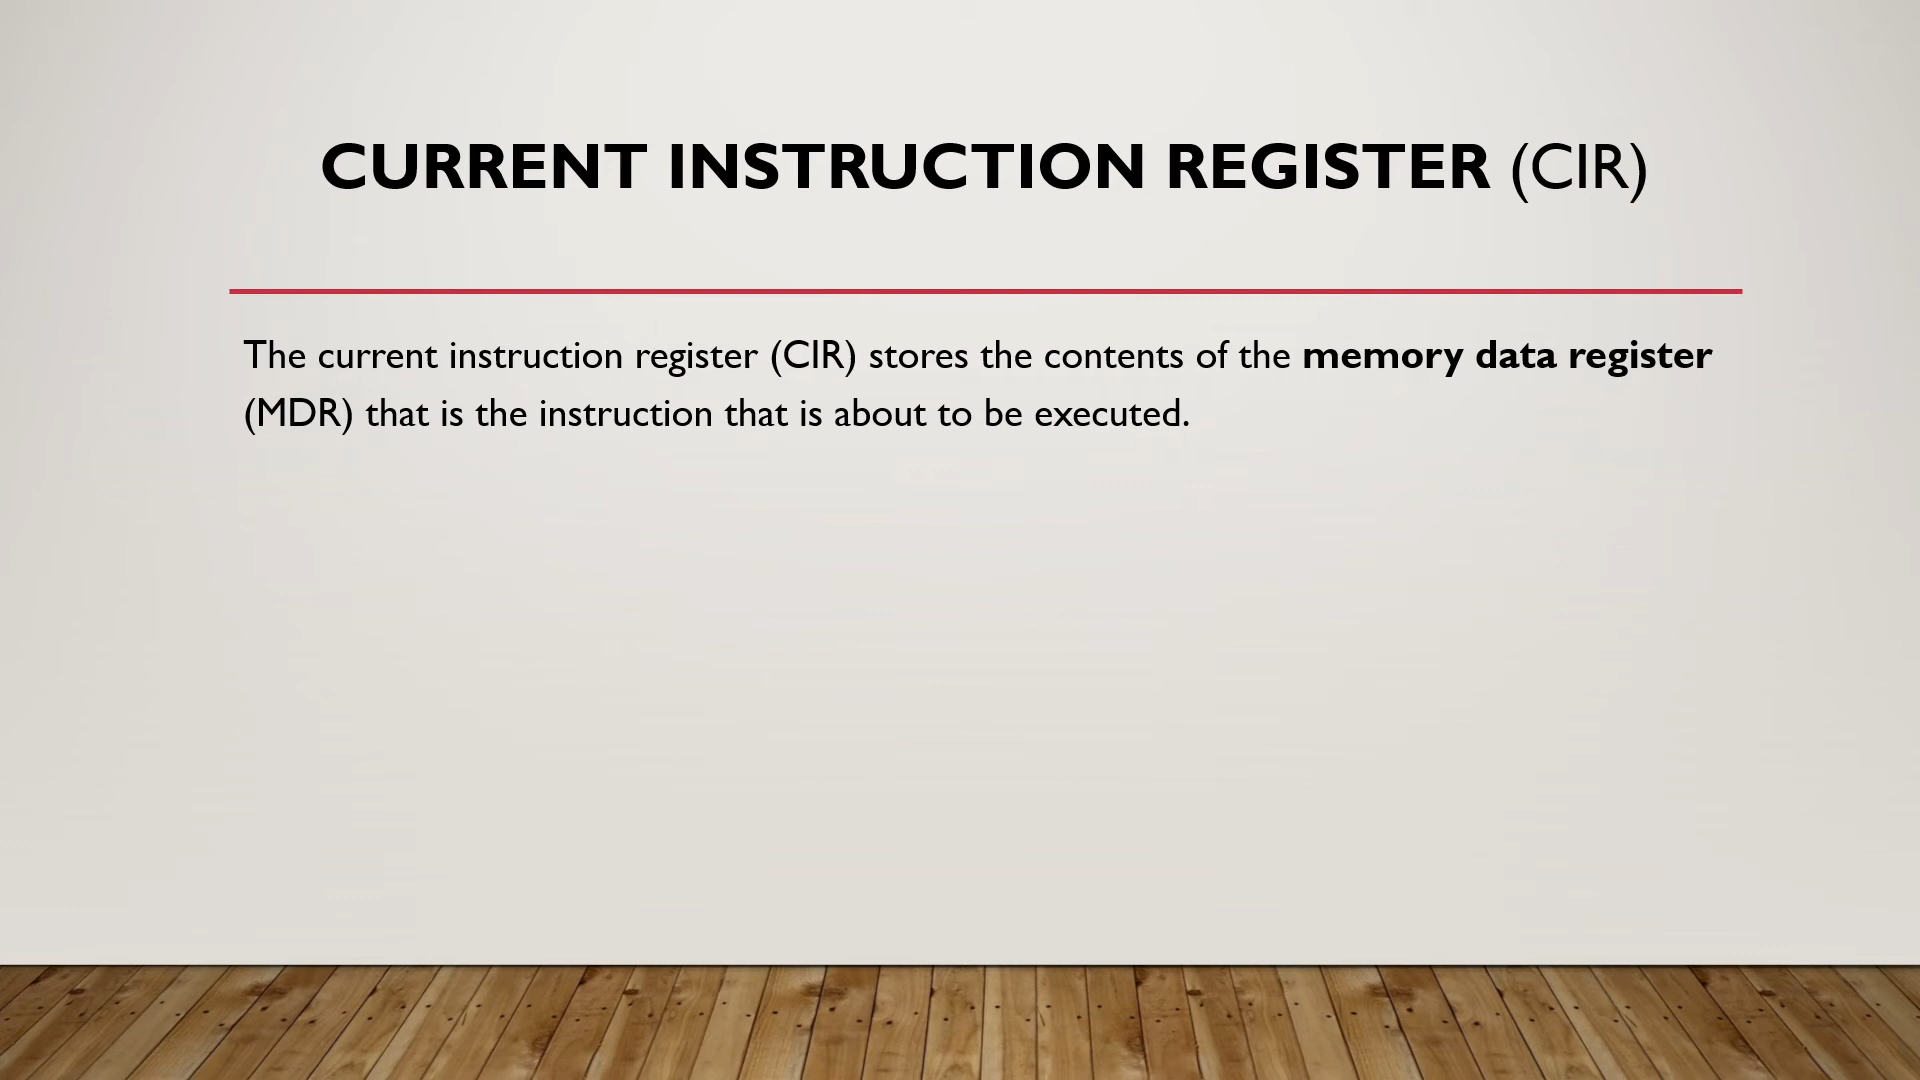 CURRENT INSTRUCTION REGISTER (CIR)
The current instruction register (CIR) stores the contents of the memory data register
(MDR) that is the instruction that is about to be executed.